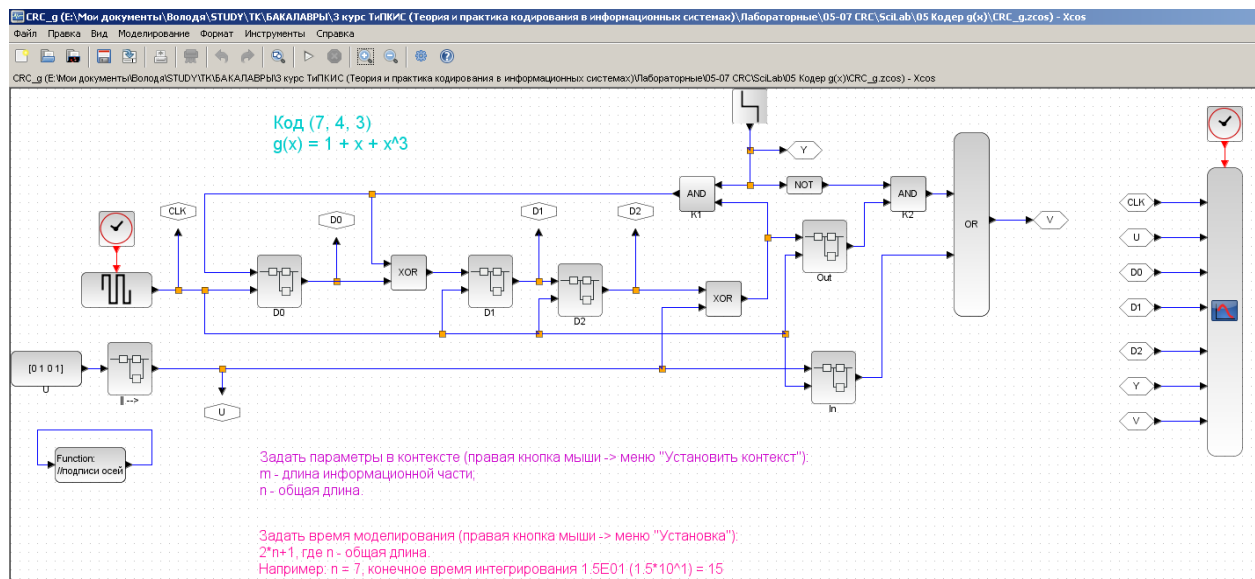 CRC_g (E:\Мои документы\Володя\STUDY\ТК\БАКАЛАВРЫ\3 курс ТиПКИС (Теория и практика кодирования в информационных системах)\Лабораторные\05-07 CRC\SciLab\05 Кодер g(x)\CRC_g.zcos) - Xcos
Файл Правка Вид Моделирование Формат Инструменты Справка
CRC_g (E:\Мои документы\Володя\STUDY\ТК\БАКАЛАВРЫ\3 курс ТиПКИС (Теория и практика кодирования в информационных системах)\Лабораторные\05-07 CRC\SciLab\05 Кодер g(x)\CRC_g.zcos) - Xcos
Код (7, 4, 3)
g(x) = 1 + x + x^3
Y
NOT
AND
K1
AND
K2
CLK
D0
D1
D2
OR
V
XOR
Out
D0
D1
D2
XOR
[0 1 0 1]
U
|| -->
U
In
CLK
U
D0
D1
D2
Y
V
Function:
//подписи осей
Задать параметры в контексте (правая кнопка мыши -> меню "Установить контекст"):
m - длина информационной части;
n - общая длина.
Задать время моделирования (правая кнопка мыши -> меню "Установка"):
2*n+1, где n - общая длина.
Например: n = 7, конечное время интегрирования 1.5E01 (1.5*10^1) = 15